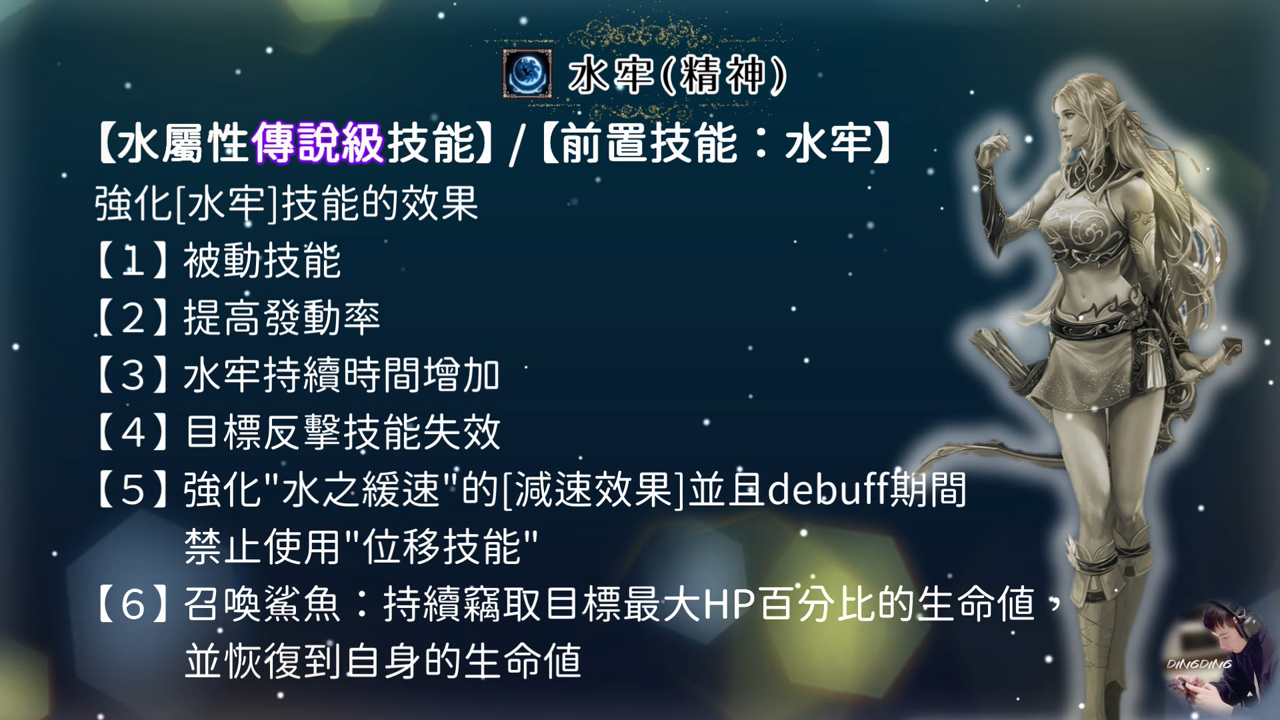 水牢(精神)
【水屬性傳說級技能】/【前置技能：水牢】
強化[水牢]技能的效果
【１】被動技能
【２】提高發動率
【３】水牢持續時間增加
【４】目標反擊技能失效
【５】強化"水之緩速"的[減速效果]並且debuff期間
禁止使用"位移技能"
【６】召喚鯊魚：持續竊取目標最大HP百分比的生命値，
並恢復到自身的生命値
DINGDING